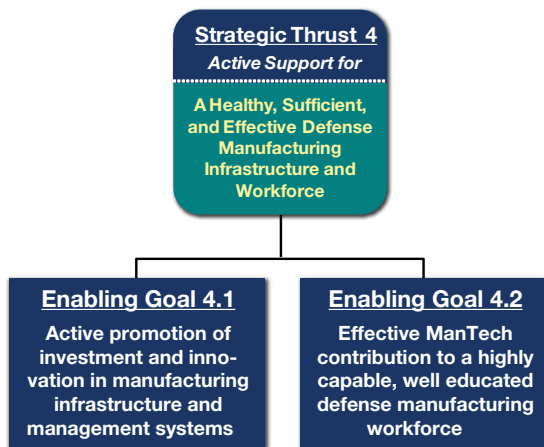 Strategic Thrust 4
Active Support for
A Healthy, Sufficient,
and Effective Defense
Manufacturing
Infrastructure and
Workforce
Enabling Goal 4.1
Active promotion of
investment and inno-
vation in manufacturing
infrastructure and
management systems
Enabling Goal 4.2
Effective ManTech
contribution to a highly
capable, well educated
defense manufacturing
workforce